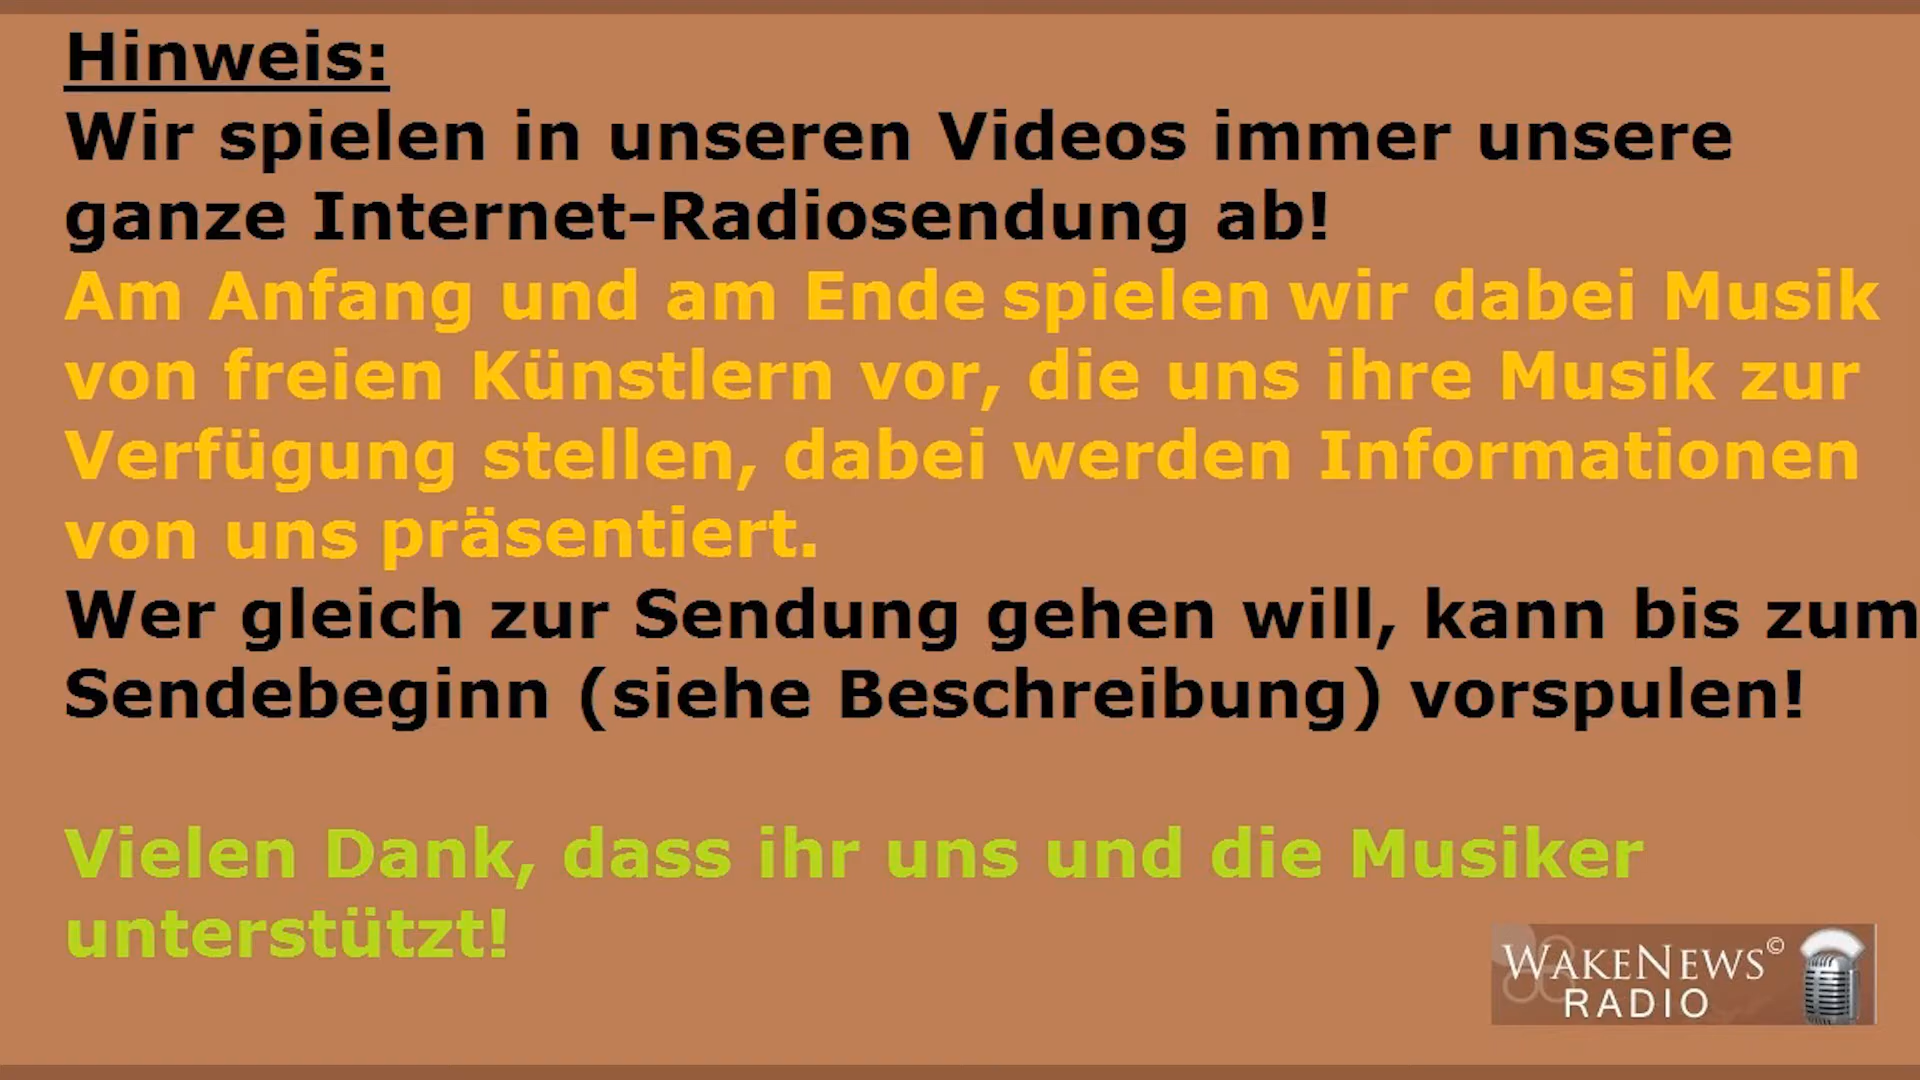 Hinweis:
Wir spielen in unseren Videos immer unsere
ganze Internet-Radiosendung ab!
Am Anfang und am Ende spielen wir dabei Musik
von freien Künstlern vor, die uns ihre Musik zur
Verfügung stellen, dabei werden Informationen
von uns präsentiert.
Wer gleich zur Sendung gehen will, kann bis zum
Sendebeginn (siehe Beschreibung) vorspulen!
Vielen Dank, dass ihr uns und die Musiker
unterstützt!
WAKENEWS©
RADIO